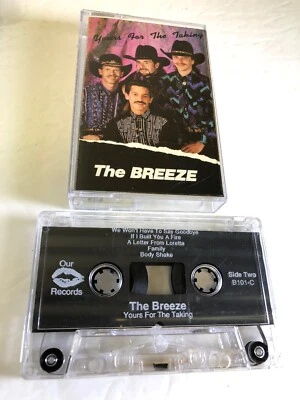 Yours For The Taking
The BREEZE
We Won't Have To Say Goodbye
If I Built You A Fire
A Letter From Loretta
Family
Body Shake
Our
Records
Side Two
B101-C
The Breeze
Yours For The Taking